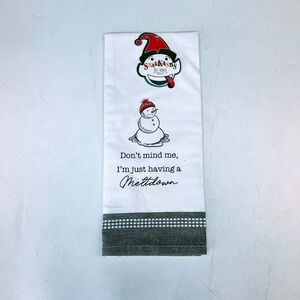 Don't mind me,
I'm just having a
Meltdown